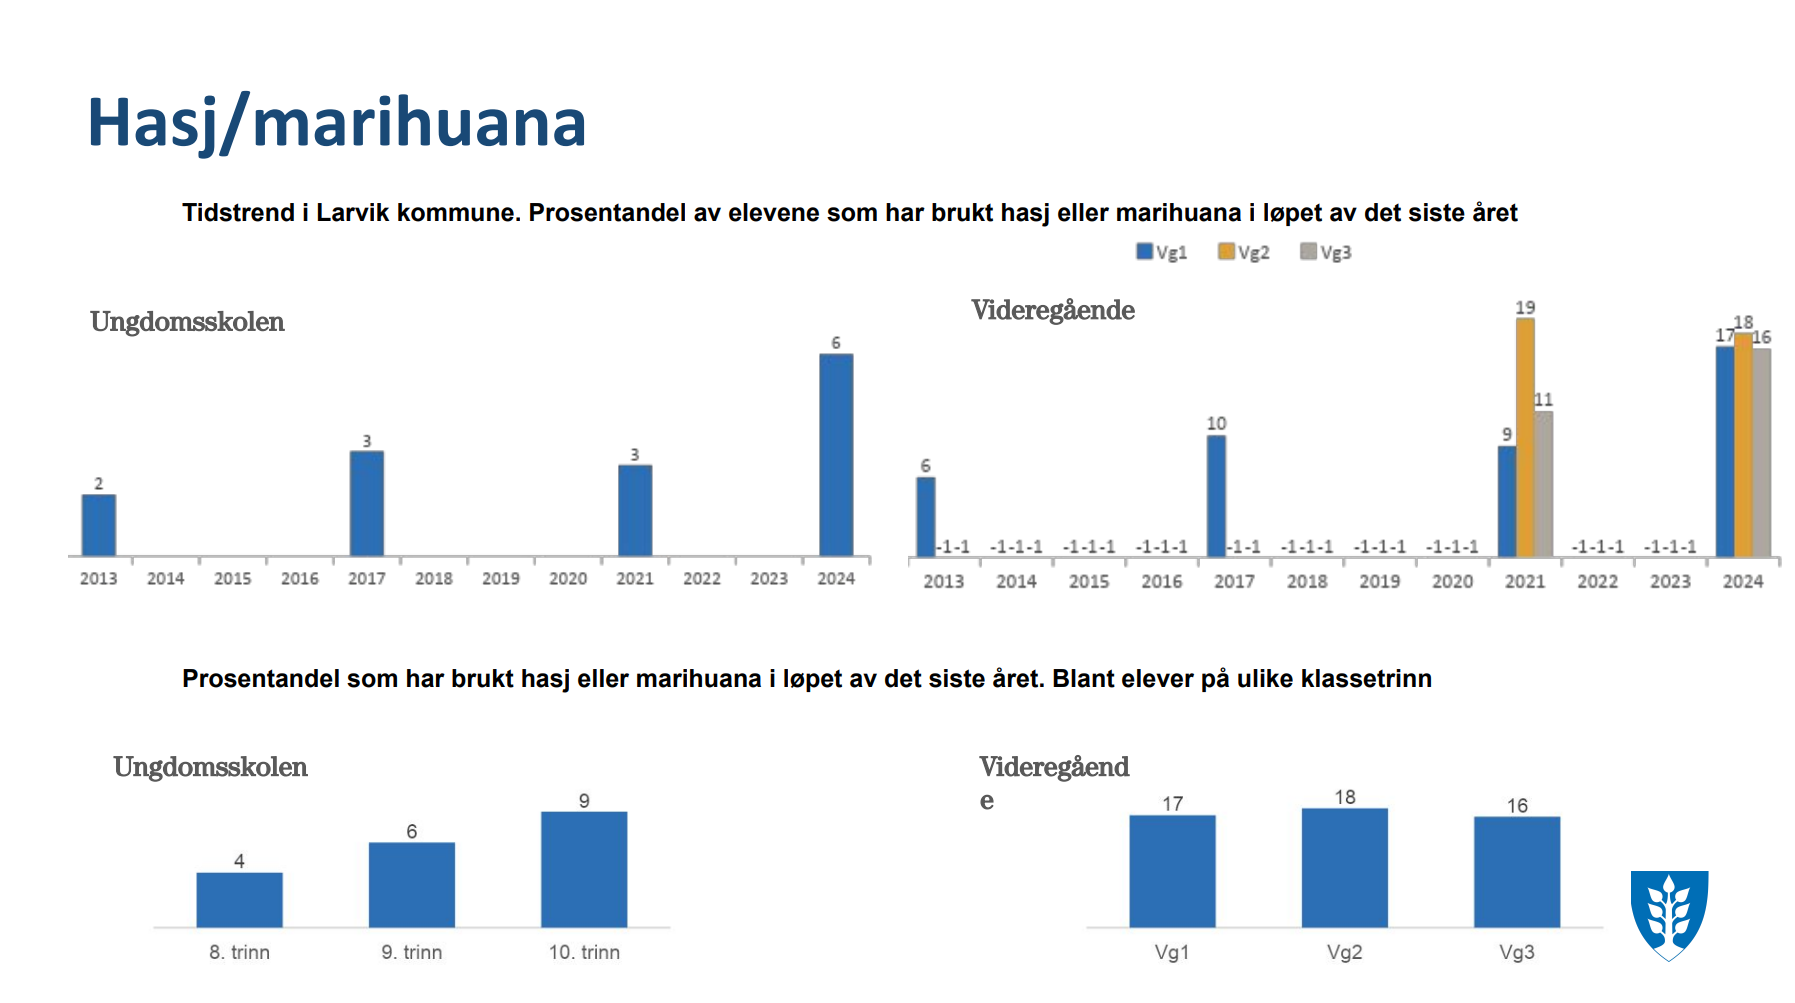 Hasj/marihuana
Tidstrend i Larvik kommune. Prosentandel av elevene som har brukt hasj eller marihuana i løpet av det siste året
Vg1 Vg2 Vg3
Ungdomsskolen
2 3 3 6
2013 2014 2015 2016 2017 2018 2019 2020 2021 2022 2023 2024
Videregående
6 -1 -1 -1 -1 -1 -1 -1 -1 -1 -1 -1 10 -1 -1 -1 -1 -1 -1 -1 -1 -1 -1 -1 9 19 11 -1 -1 -1 -1 -1 -1 17 18 16
2013 2014 2015 2016 2017 2018 2019 2020 2021 2022 2023 2024
Prosentandel som har brukt hasj eller marihuana i løpet av det siste året. Blant elever på ulike klassetrinn
Ungdomsskolen
4 6 9
8. trinn 9. trinn 10. trinn
Videregåend
e
17 18 16
Vg1 Vg2 Vg3